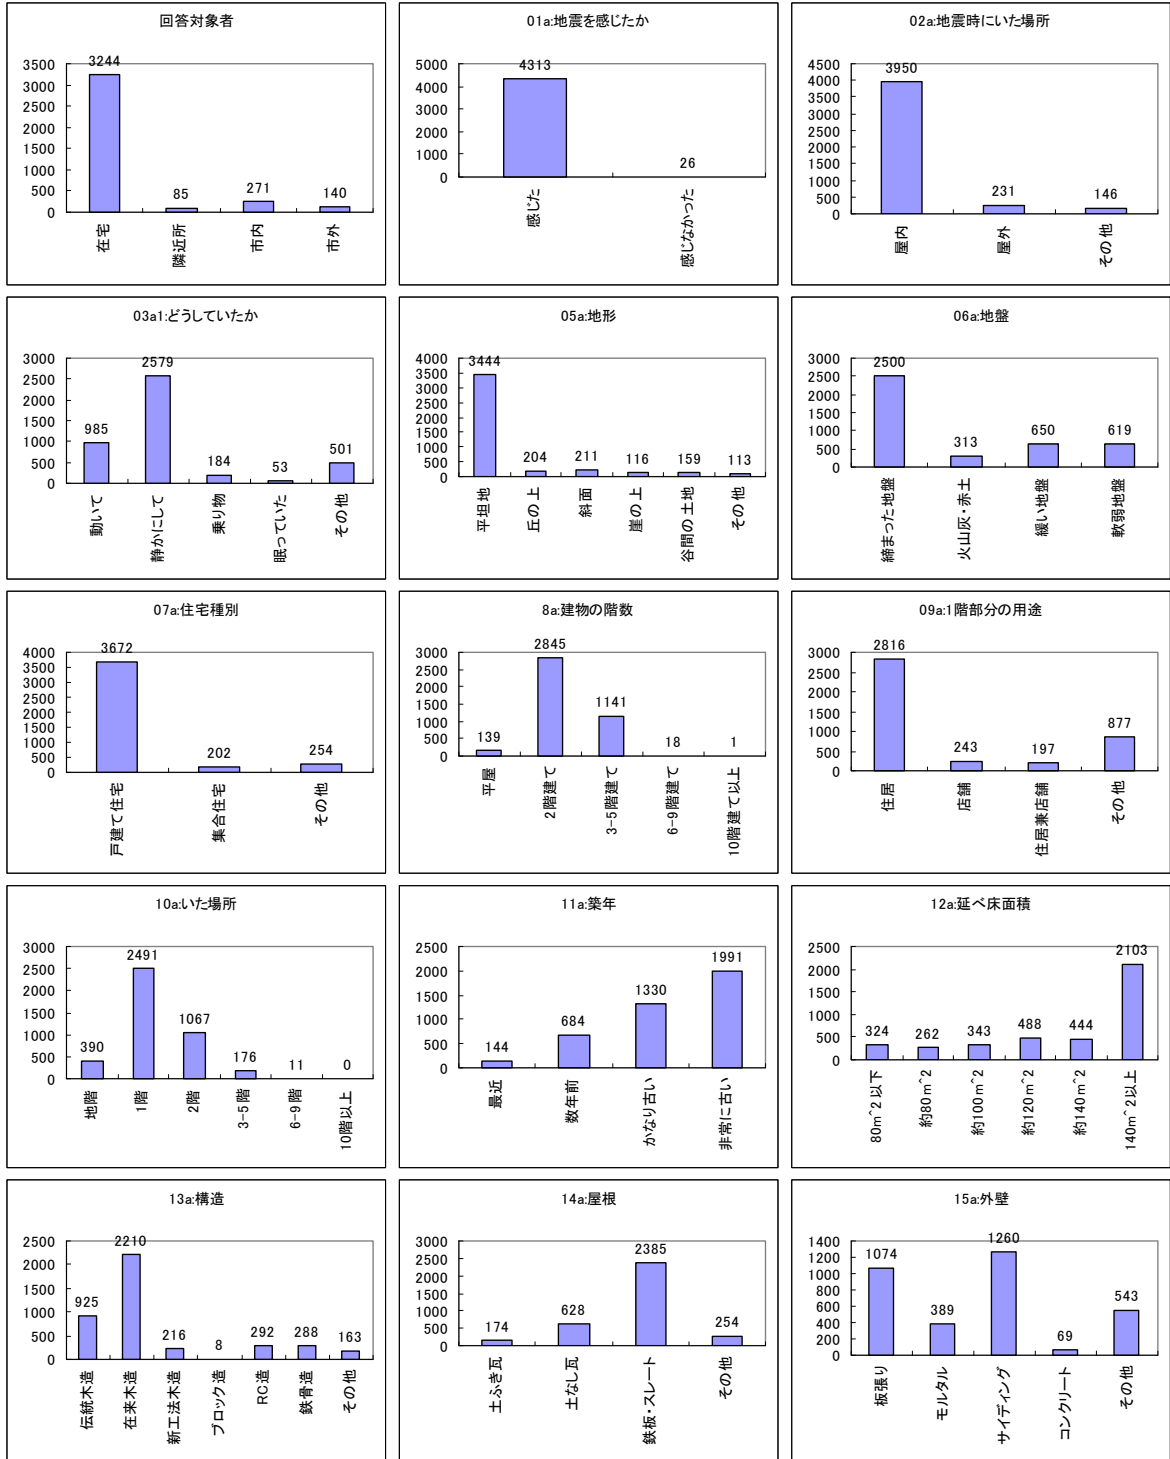 回答対象者
3500
3000
2500
2000
1500
1000
500
0
3244
85
271
140
在宅
隣近所
市内
市外
01a:地震を感じたか
5000
4000
3000
2000
1000
0
4313
26
感じた
感じなかった
02a:地震時にいた場所
4500
4000
3500
3000
2500
2000
1500
1000
500
0
3950
231
146
屋内
屋外
その他
03a1:どうしていたか
3000
2500
2000
1500
1000
500
0
985
2579
184
53
501
動いて
静かにして
乗り物
眠っていた
その他
05a:地形
4000
3500
3000
2500
2000
1500
1000
500
0
3444
204
211
116
159
113
平坦地
丘の上
斜面
崖の上
谷間の土地
その他
06a:地盤
3000
2500
2000
1500
1000
500
0
2500
313
650
619
締まった地盤
火山灰・赤土
緩い地盤
軟弱地盤
07a:住宅種別
4000
3500
3000
2500
2000
1500
1000
500
0
3672
202
254
戸建て住宅
集合住宅
その他
8a:建物の階数
3000
2500
2000
1500
1000
500
0
139
2845
1141
18
1
平屋
2階建て
3-5階建て
6-9階建て
10階建て以上
09a:1階部分の用途
3000
2500
2000
1500
1000
500
0
2816
243
197
877
住居
店舗
住居兼店舗
その他
10a:いた場所
3000
2500
2000
1500
1000
500
0
390
2491
1067
176
11
0
地階
1階
2階
3-5階
6-9階
10階以上
11a:築年
2500
2000
1500
1000
500
0
144
684
1330
1991
最近
数年前
かなり古い
非常に古い
12a:延べ床面積
2500
2000
1500
1000
500
0
324
262
343
488
444
2103
80m^2以下
約80m^2
約100m^2
約120m^2
約140m^2
140m^2以上
13a:構造
2500
2000
1500
1000
500
0
925
2210
216
8
292
288
163
伝統木造
在来木造
新工法木造
ブロック造
RC造
鉄骨造
その他
14a:屋根
3000
2500
2000
1500
1000
500
0
174
628
2385
254
土ふき瓦
土なし瓦
鉄板・スレート
その他
15a:外壁
1400
1200
1000
800
600
400
200
0
1074
389
1260
69
543
板張り
モルタル
サイディング
コンクリート
その他